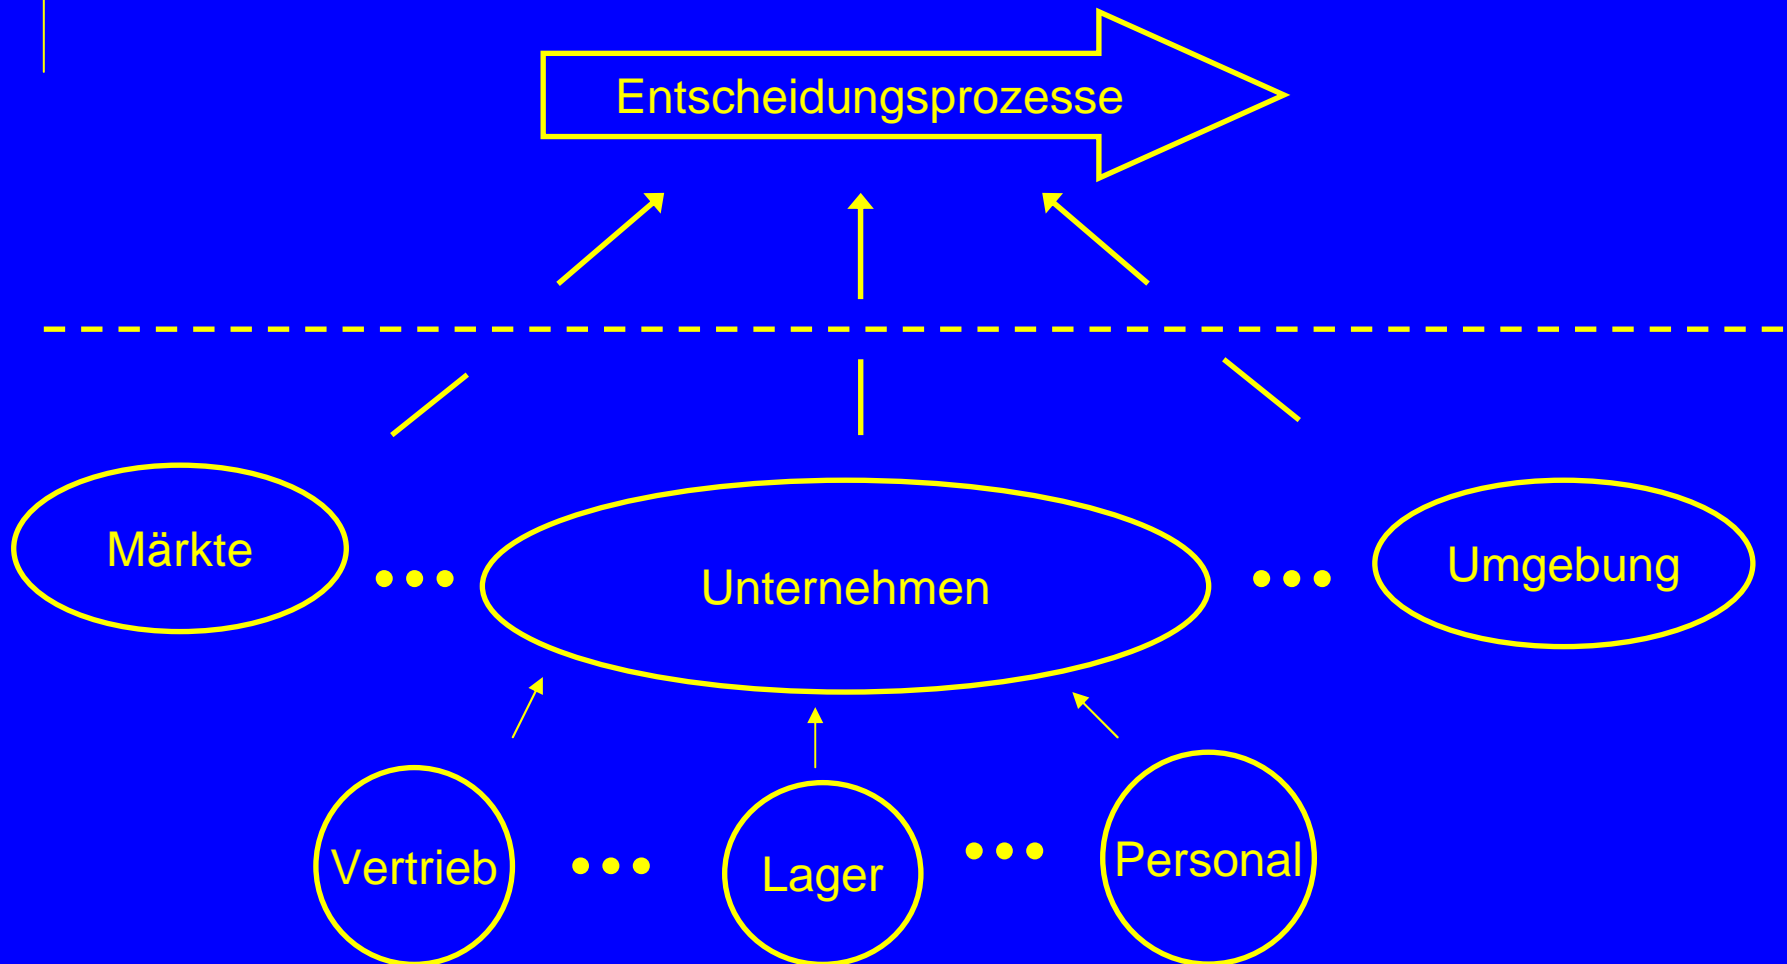 Entscheidungsprozesse
Märkte
Unternehmen
Umgebung
Vertrieb
Lager
Personal